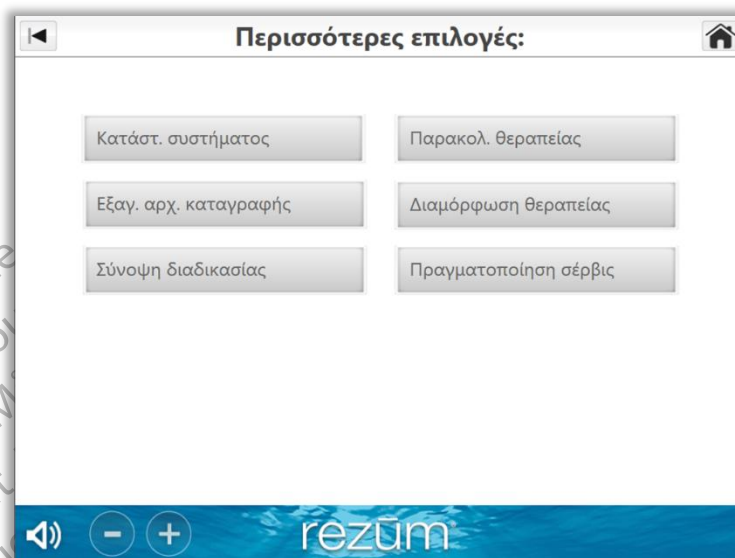 Περισσότερες επιλογές:
Κατάστ. συστήματος
Παρακολ. θεραπείας
Εξαγ. αρχ. καταγραφής
Διαμόρφωση θεραπείας
Σύνοψη διαδικασίας
Πραγματοποίηση σέρβις
rezūm